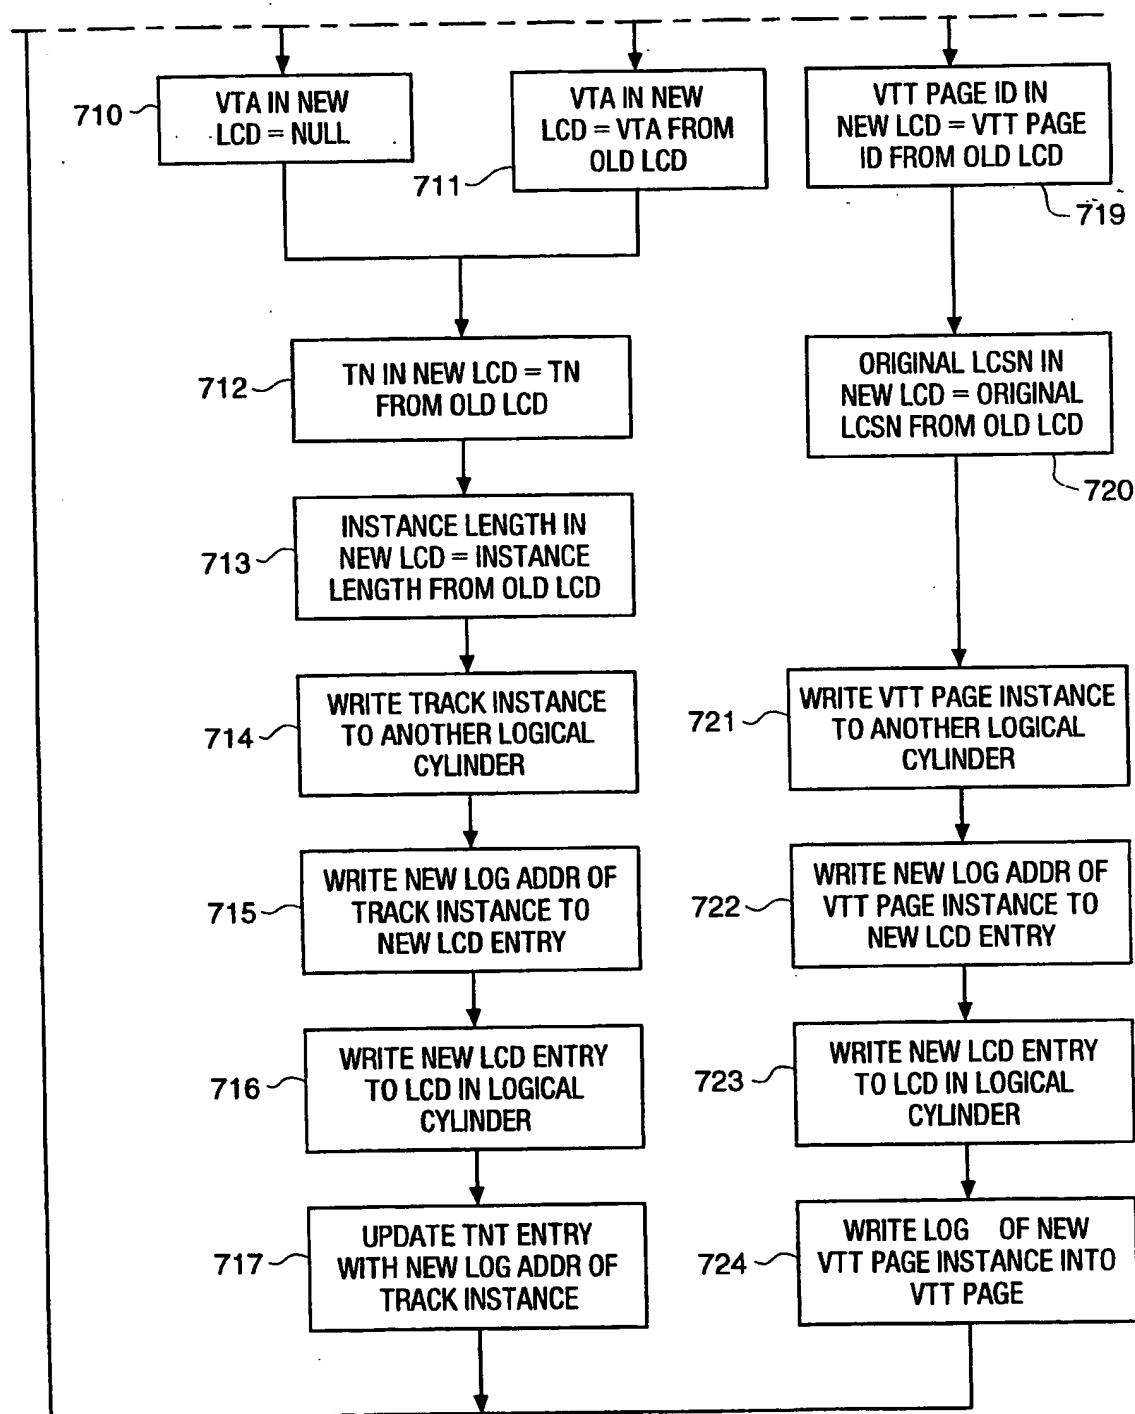 710
VTA IN NEW
LCD = NULL
711
VTA IN NEW
LCD = VTA FROM
OLD LCD
VTT PAGE ID IN
NEW LCD = VTT PAGE
ID FROM OLD LCD
719
712
TN IN NEW LCD = TN
FROM OLD LCD
ORIGINAL LCSN IN
NEW LCD = ORIGINAL
LCSN FROM OLD LCD
720
713
INSTANCE LENGTH IN
NEW LCD = INSTANCE
LENGTH FROM OLD LCD
714
WRITE TRACK INSTANCE
TO ANOTHER LOGICAL
CYLINDER
721
WRITE VTT PAGE INSTANCE
TO ANOTHER LOGICAL
CYLINDER
715
WRITE NEW LOG ADDR OF
TRACK INSTANCE TO
NEW LCD ENTRY
722
WRITE NEW LOG ADDR OF
VTT PAGE INSTANCE TO
NEW LCD ENTRY
716
WRITE NEW LCD ENTRY
TO LCD IN LOGICAL
CYLINDER
723
WRITE NEW LCD ENTRY
TO LCD IN LOGICAL
CYLINDER
717
UPDATE TNT ENTRY
WITH NEW LOG ADDR OF
TRACK INSTANCE
724
WRITE LOG OF NEW
VTT PAGE INSTANCE INTO
VTT PAGE